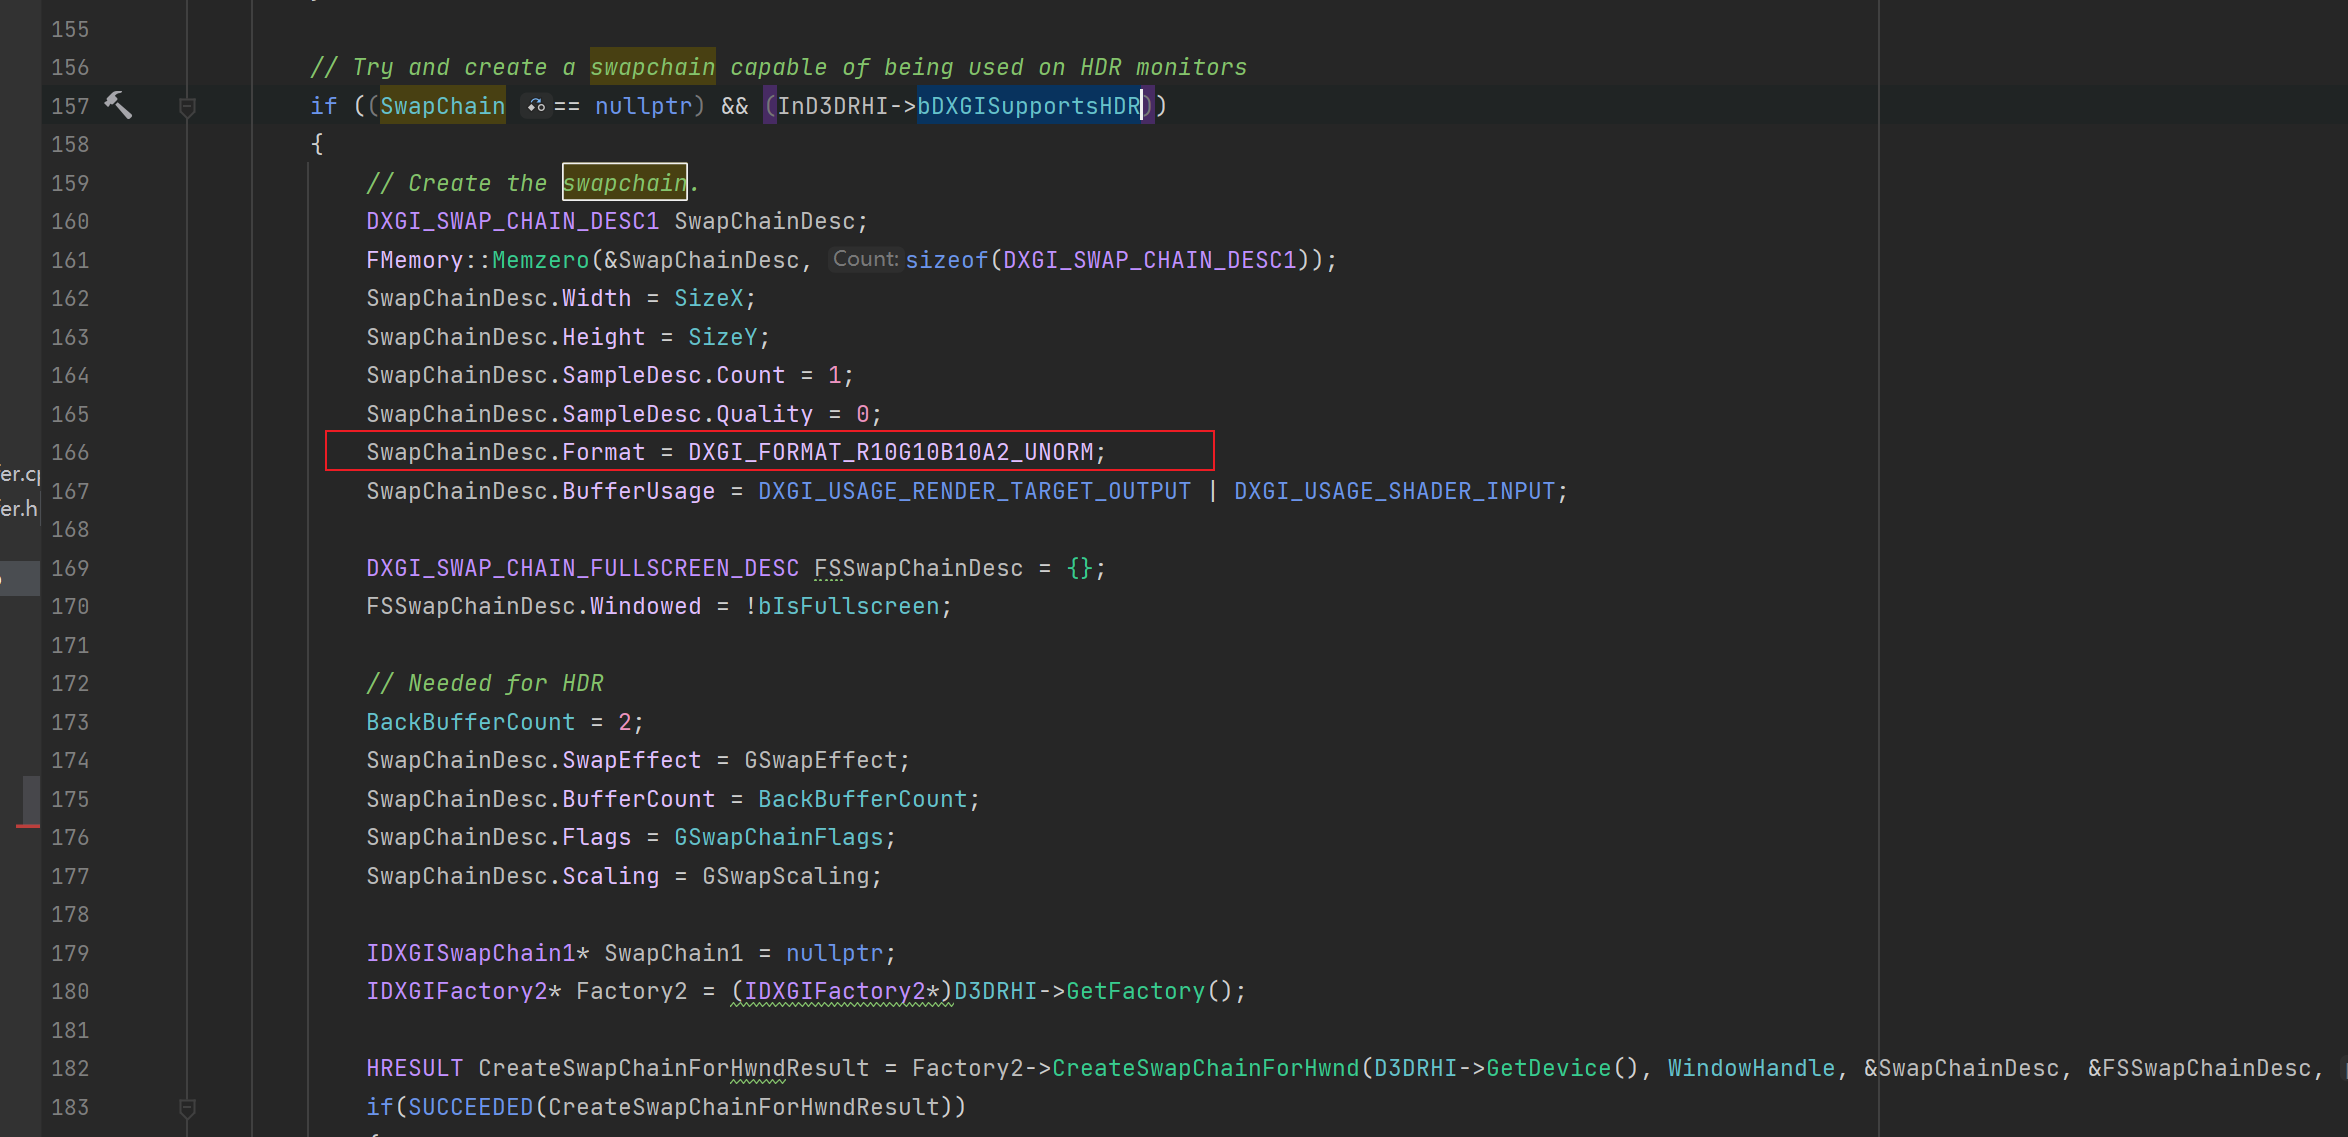 155
156 // Try and create a swapchain capable of being used on HDR monitors
157 if ((SwapChain == nullptr) && (InD3DRHI->bDXGISupportsHDR))
158 {
159 // Create the swapchain.
160 DXGI_SWAP_CHAIN_DESC1 SwapChainDesc;
161 FMemory::Memzero(&SwapChainDesc, Count: sizeof(DXGI_SWAP_CHAIN_DESC1));
162 SwapChainDesc.Width = SizeX;
163 SwapChainDesc.Height = SizeY;
164 SwapChainDesc.SampleDesc.Count = 1;
165 SwapChainDesc.SampleDesc.Quality = 0;
166 SwapChainDesc.Format = DXGI_FORMAT_R10G10B10A2_UNORM;
er.cp
167 SwapChainDesc.BufferUsage = DXGI_USAGE_RENDER_TARGET_OUTPUT | DXGI_USAGE_SHADER_INPUT;
er.h
168
169 DXGI_SWAP_CHAIN_FULLSCREEN_DESC FSSwapChainDesc = {};
170 FSSwapChainDesc.Windowed = !bIsFullscreen;
171
172 // Needed for HDR
173 BackBufferCount = 2;
174 SwapChainDesc.SwapEffect = GSwapEffect;
175 SwapChainDesc.BufferCount = BackBufferCount;
176 SwapChainDesc.Flags = GSwapChainFlags;
177 SwapChainDesc.Scaling = GSwapScaling;
178
179 IDXGISwapChain1* SwapChain1 = nullptr;
180 IDXGIFactory2* Factory2 = (IDXGIFactory2*)D3DRHI->GetFactory();
181
182 HRESULT CreateSwapChainForHwndResult = Factory2->CreateSwapChainForHwnd(D3DRHI->GetDevice(), WindowHandle, &SwapChainDesc, &FSSwapChainDesc,
183 if(SUCCEEDED(CreateSwapChainForHwndResult))